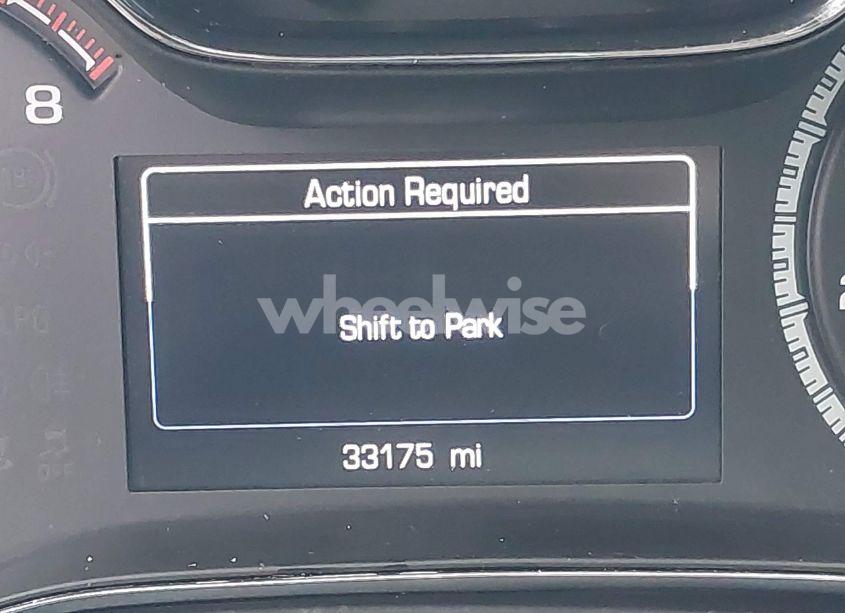 8
Action Required
wheelwise
Shift to Park
33175 mi